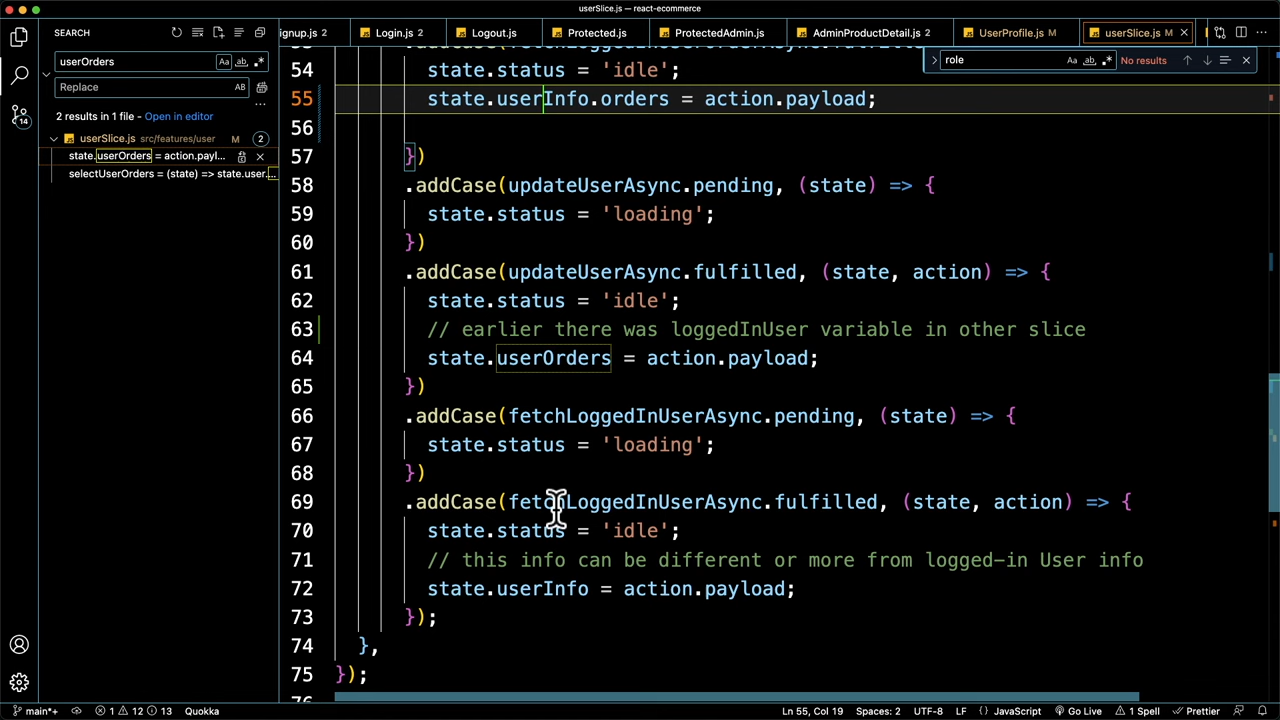 userSlice.js — react-ecommerce
SEARCH
ignup.js 2
Login.js 2
Logout.js
Protected.js
ProtectedAdmin.js
AdminProductDetail.js 2
UserProfile.js M
userSlice.js M
userOrders
Aa
ab
.*
Replace
AB
2 results in 1 file - Open in editor
userSlice.js src/features/user M 2
state.userOrders = action.payl...
selectUserOrders = (state) => state.user....
role
Aa
ab
.*
No results
54 state.status = 'idle';
55 state.userInfo.orders = action.payload;
56
57 })
58 .addCase(updateUserAsync.pending, (state) => {
59 state.status = 'loading';
60 })
61 .addCase(updateUserAsync.fulfilled, (state, action) => {
62 state.status = 'idle';
63 // earlier there was loggedInUser variable in other slice
64 state.userOrders = action.payload;
65 })
66 .addCase(fetchLoggedInUserAsync.pending, (state) => {
67 state.status = 'loading';
68 })
69 .addCase(fetchLoggedInUserAsync.fulfilled, (state, action) => {
70 state.status = 'idle';
71 // this info can be different or more from logged-in User info
72 state.userInfo = action.payload;
73 });
74 },
75 });
14
main*+
1 12 13 Quokka
Ln 55, Col 19 Spaces: 2 UTF-8 LF {} JavaScript Go Live 1 Spell Prettier